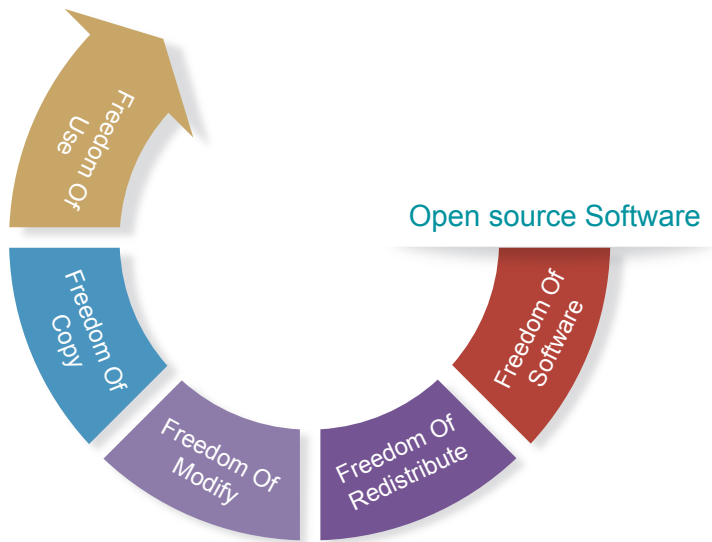 Open source Software
Freedom Of
Software
Freedom Of
Redistribute
Freedom Of
Modify
Freedom Of
Copy
Freedom Of
Use